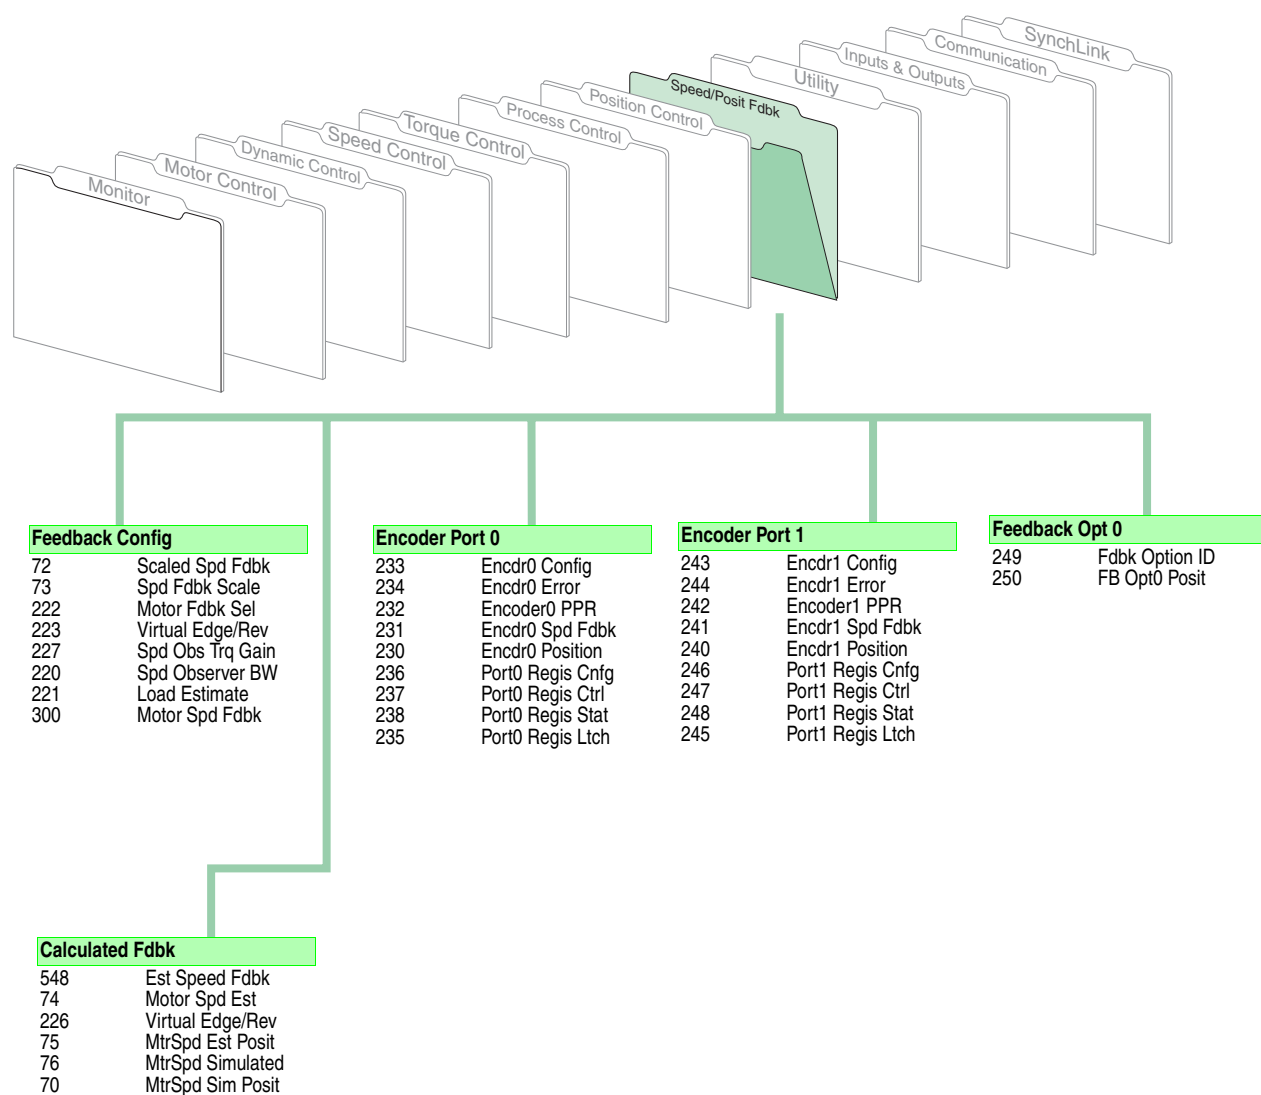 Monitor
Motor Control
Dynamic Control
Speed Control
Torque Control
Process Control
Position Control
Speed/Posit Fdbk
Utility
Inputs & Outputs
Communication
SynchLink
Feedback Config
72 Scaled Spd Fdbk
73 Spd Fdbk Scale
222 Motor Fdbk Sel
223 Virtual Edge/Rev
227 Spd Obs Trq Gain
220 Spd Observer BW
221 Load Estimate
300 Motor Spd Fdbk
Encoder Port 0
233 Encdr0 Config
234 Encdr0 Error
232 Encoder0 PPR
231 Encdr0 Spd Fdbk
230 Encdr0 Position
236 Port0 Regis Cnfg
237 Port0 Regis Ctrl
238 Port0 Regis Stat
235 Port0 Regis Ltch
Encoder Port 1
243 Encdr1 Config
244 Encdr1 Error
242 Encoder1 PPR
241 Encdr1 Spd Fdbk
240 Encdr1 Position
246 Port1 Regis Cnfg
247 Port1 Regis Ctrl
248 Port1 Regis Stat
245 Port1 Regis Ltch
Feedback Opt 0
249 Fdbk Option ID
250 FB Opt0 Posit
Calculated Fdbk
548 Est Speed Fdbk
74 Motor Spd Est
226 Virtual Edge/Rev
75 MtrSpd Est Posit
76 MtrSpd Simulated
70 MtrSpd Sim Posit